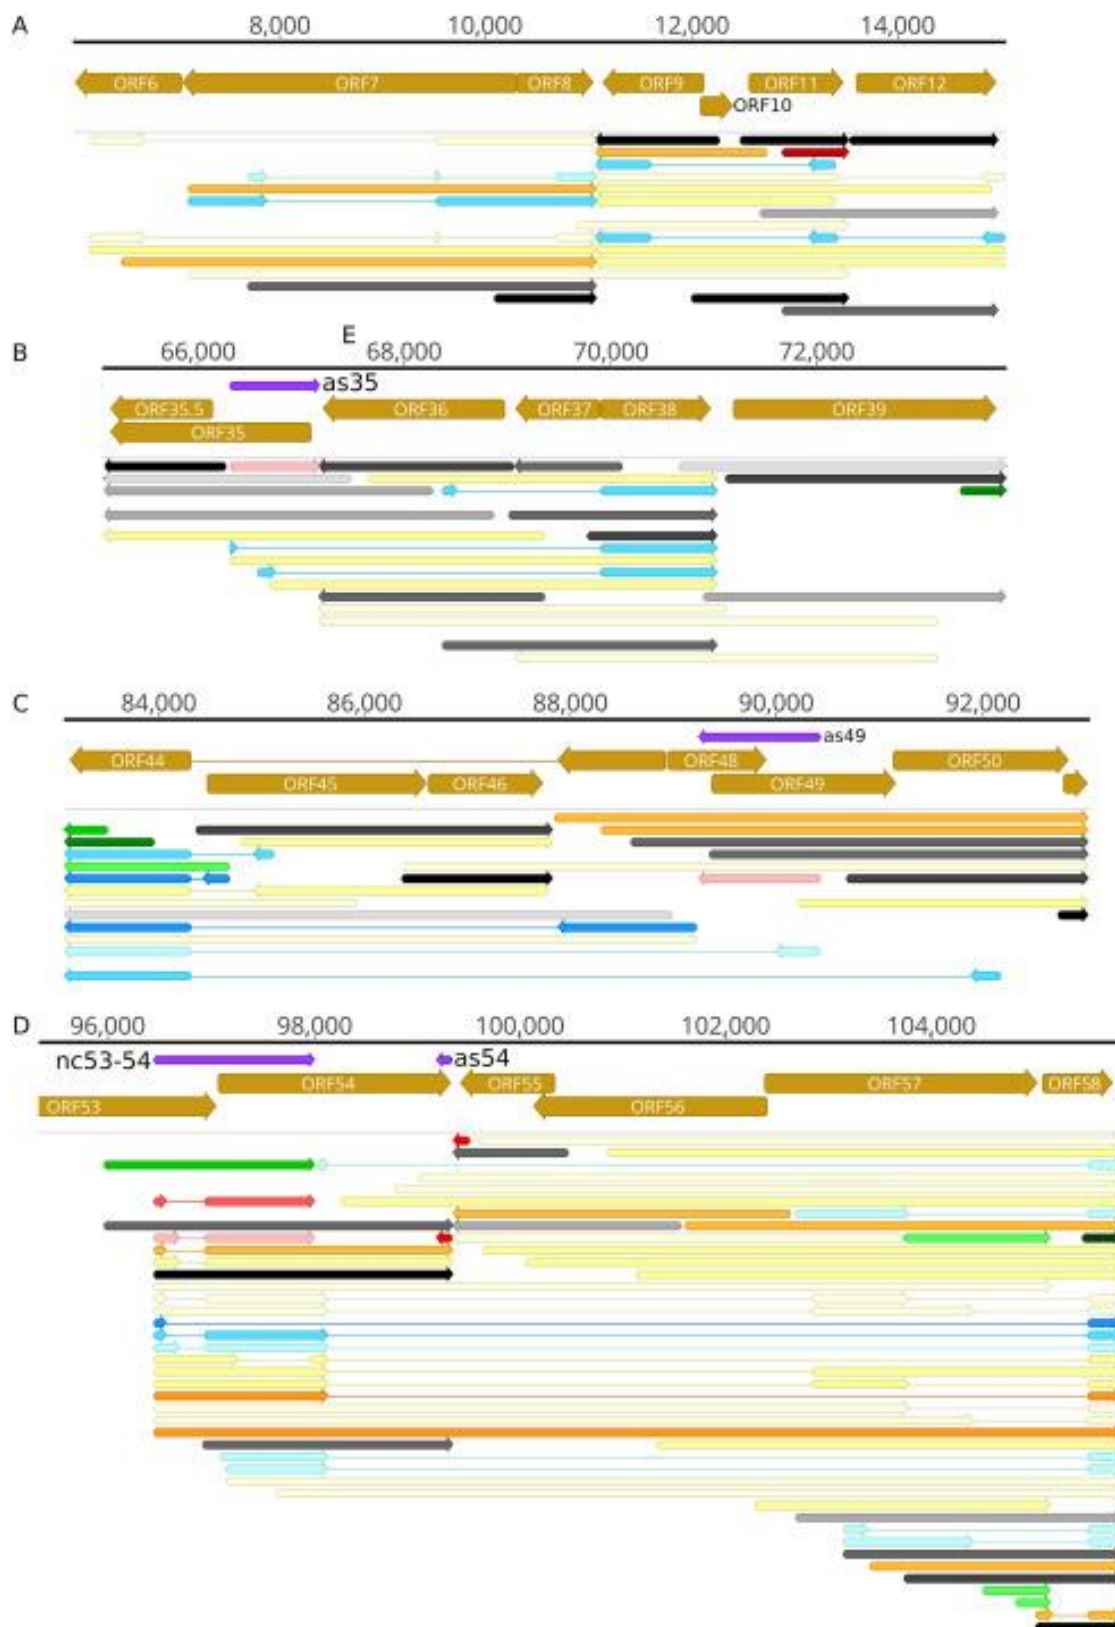 A 8,000 10,000 12,000 14,000
ORF6 ORF7 ORF8 ORF9 ORF11 ORF12
ORF10
E
B 66,000 68,000 70,000 72,000
as35
ORF35.5 ORF36 ORF37 ORF38 ORF39
ORF35
C 84,000 86,000 88,000 90,000 92,000
as49
ORF44 ORF48 ORF50
ORF45 ORF46 ORF49
D 96,000 98,000 100,000 102,000 104,000
nc53-54 as54
ORF54 ORF55 ORF57 ORF58
ORF53 ORF56